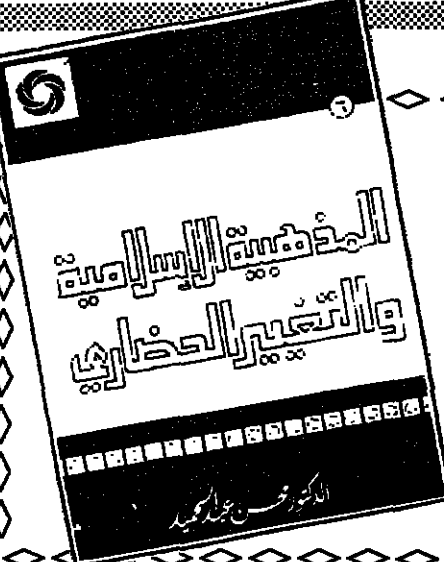 ٦
المذهبية الإسلامية
والتغيير الحضاري
الدكتور محسن عبد الحميد